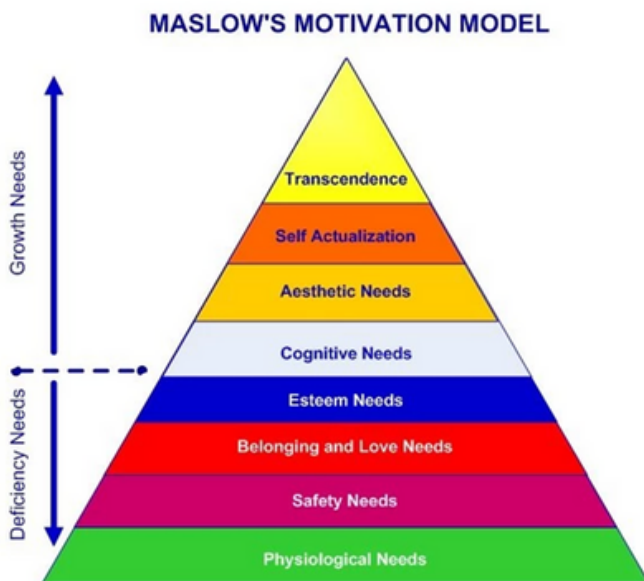 MASLOW'S MOTIVATION MODEL
Growth Needs
Deficiency Needs
Transcendence
Self Actualization
Aesthetic Needs
Cognitive Needs
Esteem Needs
Belonging and Love Needs
Safety Needs
Physiological Needs